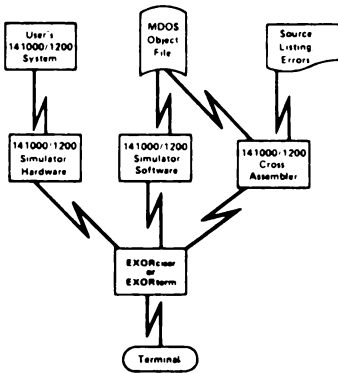 User's
141000/1200
System
MDOS
Object
File
Source
Listing
Errors
141000/1200
Simulator
Hardware
141000/1200
Simulator
Software
141000/1200
Cross
Assembler
EXORciser
or
EXORterm
Terminal